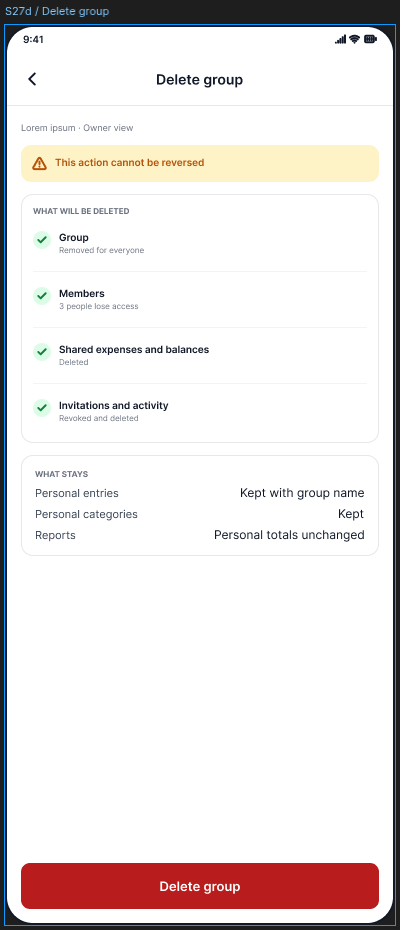 S27d / Delete group
9:41
Delete group
Lorem ipsum · Owner view
This action cannot be reversed
WHAT WILL BE DELETED
Group
Removed for everyone
Members
3 people lose access
Shared expenses and balances
Deleted
Invitations and activity
Revoked and deleted
WHAT STAYS
Personal entries Kept with group name
Personal categories Kept
Reports Personal totals unchanged
Delete group